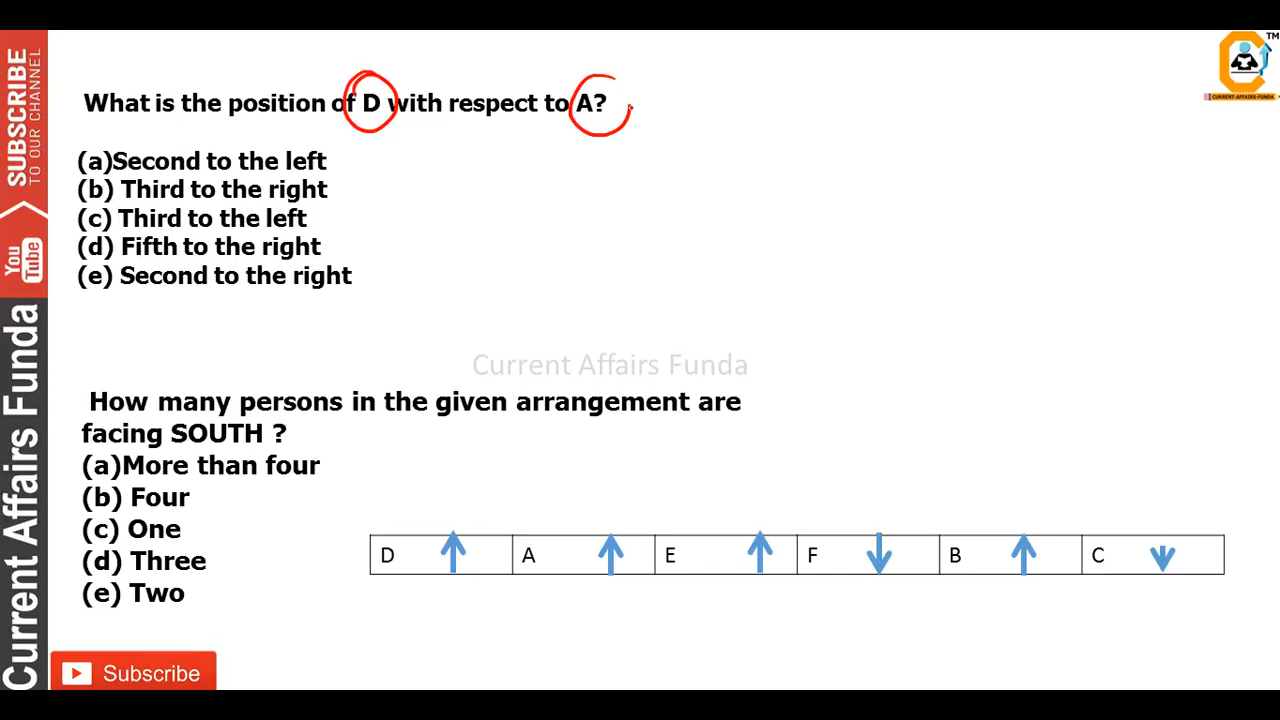 SUBSCRIBE
TO OUR CHANNEL
You
Tube
Current Affairs Funda
TM
CURRENT-AFFAIRS-FUNDA
What is the position of D with respect to A?
(a)Second to the left
(b) Third to the right
(c) Third to the left
(d) Fifth to the right
(e) Second to the right
Current Affairs Funda
How many persons in the given arrangement are
facing SOUTH ?
(a)More than four
(b) Four
(c) One
(d) Three
(e) Two
D A E F B C
Subscribe